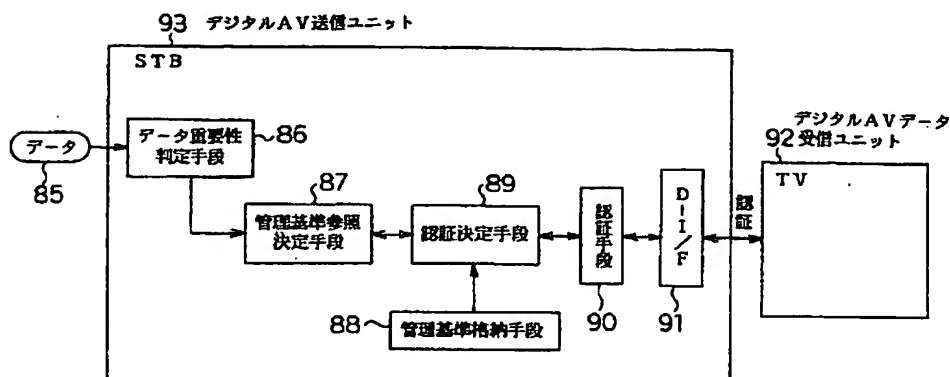 93 デジタルAV送信ユニット
STB
データ
85
データ重要性
判定手段
86
87
管理基準参照
決定手段
89
認証決定手段
88
管理基準格納手段
認証手段
90
D-I/F
91
認証
デジタルAVデータ
92 受信ユニット
TV